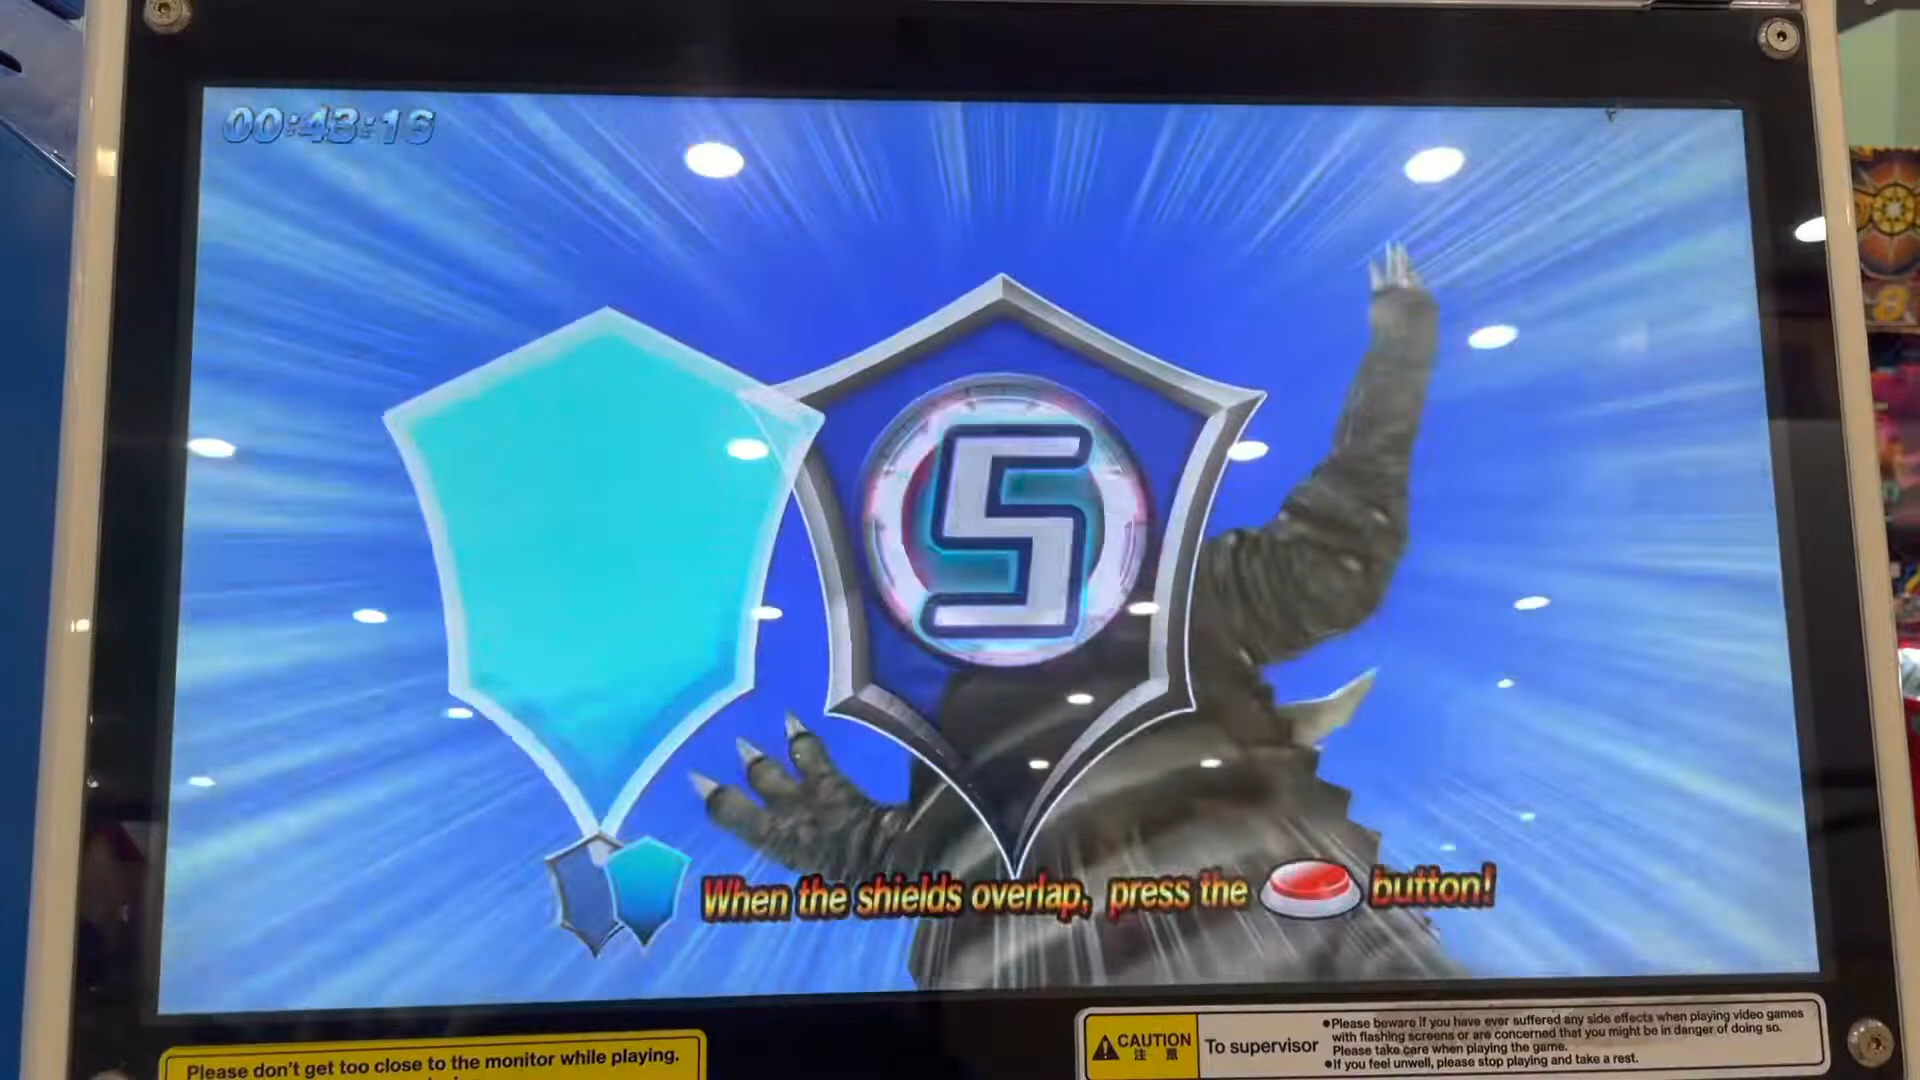 00:43:16
5
When the shields overlap, press the button!
Please don't get too close to the monitor while playing.
CAUTION
注 意
To supervisor
●Please beware if you have ever suffered any side effects when playing video games
with flashing screens or are concerned that you might be in danger of doing so.
Please take care when playing the game.
●If you feel unwell, please stop playing and take a rest.
8